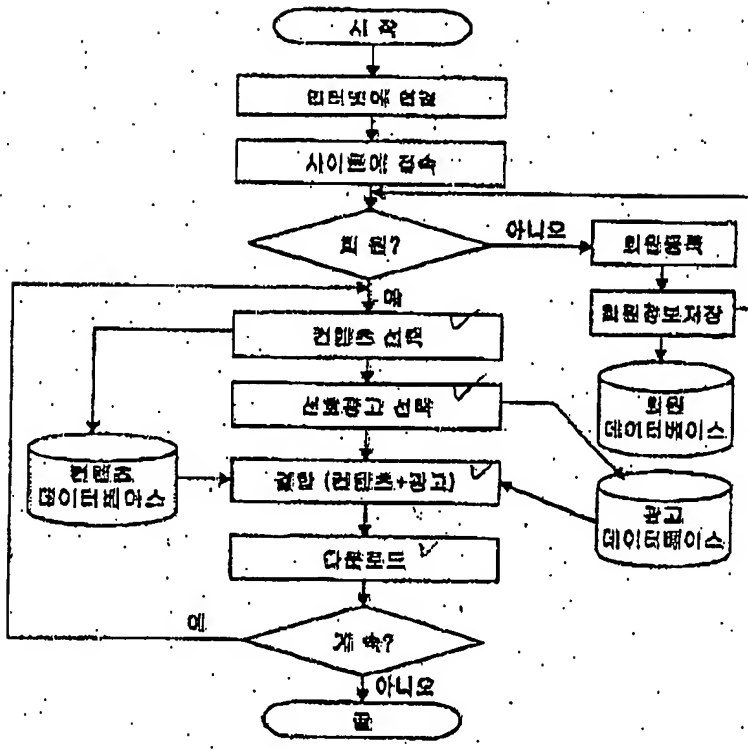 시 작
인터넷에 연결
사이트에 접속
회 원?
아니오
회원등록
예
회원정보저장
컨텐츠 선택
선호광고 선택
회원
데이터베이스
컨텐츠
데이터베이스
결합 (컨텐츠+광고)
광고
데이터베이스
다운로드
예
계 속?
아니오
끝